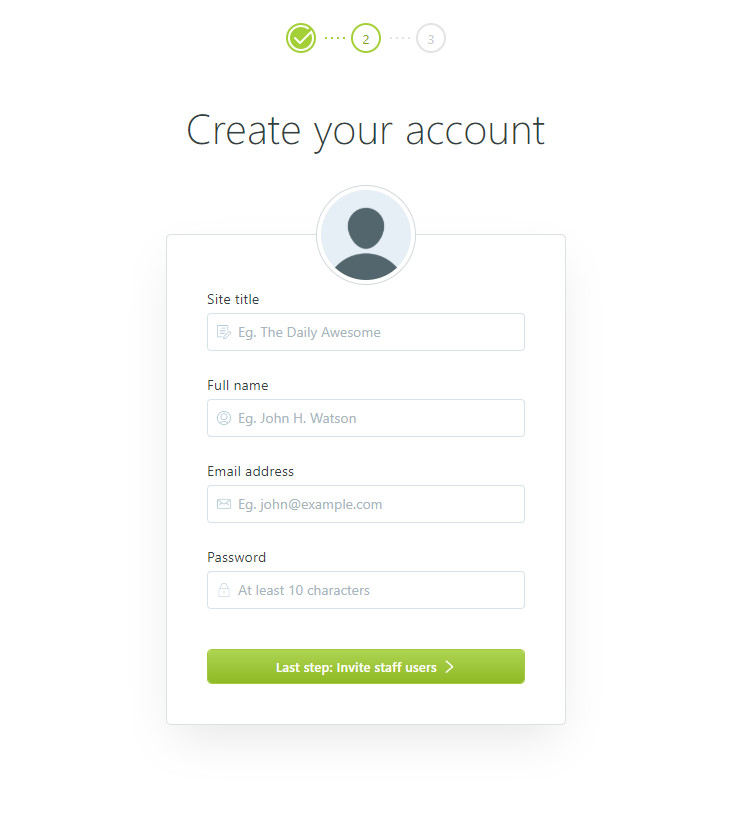 2 3
Create your account
Site title
Eg. The Daily Awesome
Full name
Eg. John H. Watson
Email address
Eg. john@example.com
Password
At least 10 characters
Last step: Invite staff users